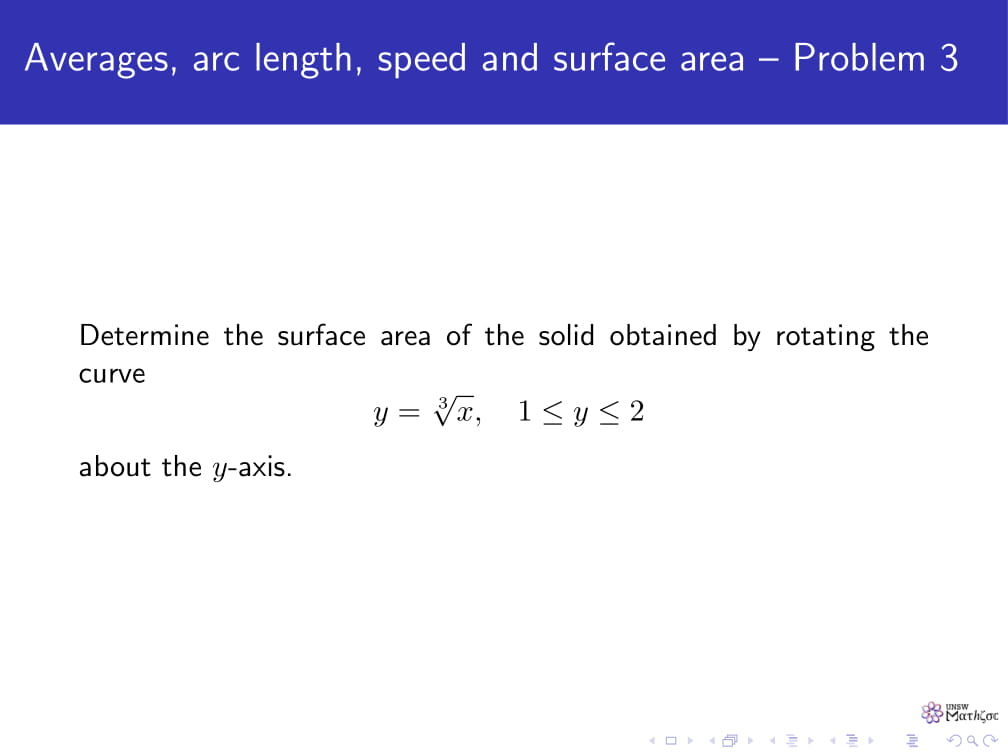 Averages, arc length, speed and surface area – Problem 3
Determine the surface area of the solid obtained by rotating the
curve
y = ∛x, 1 ≤ y ≤ 2
about the y-axis.
UNSW
Mατhζσc